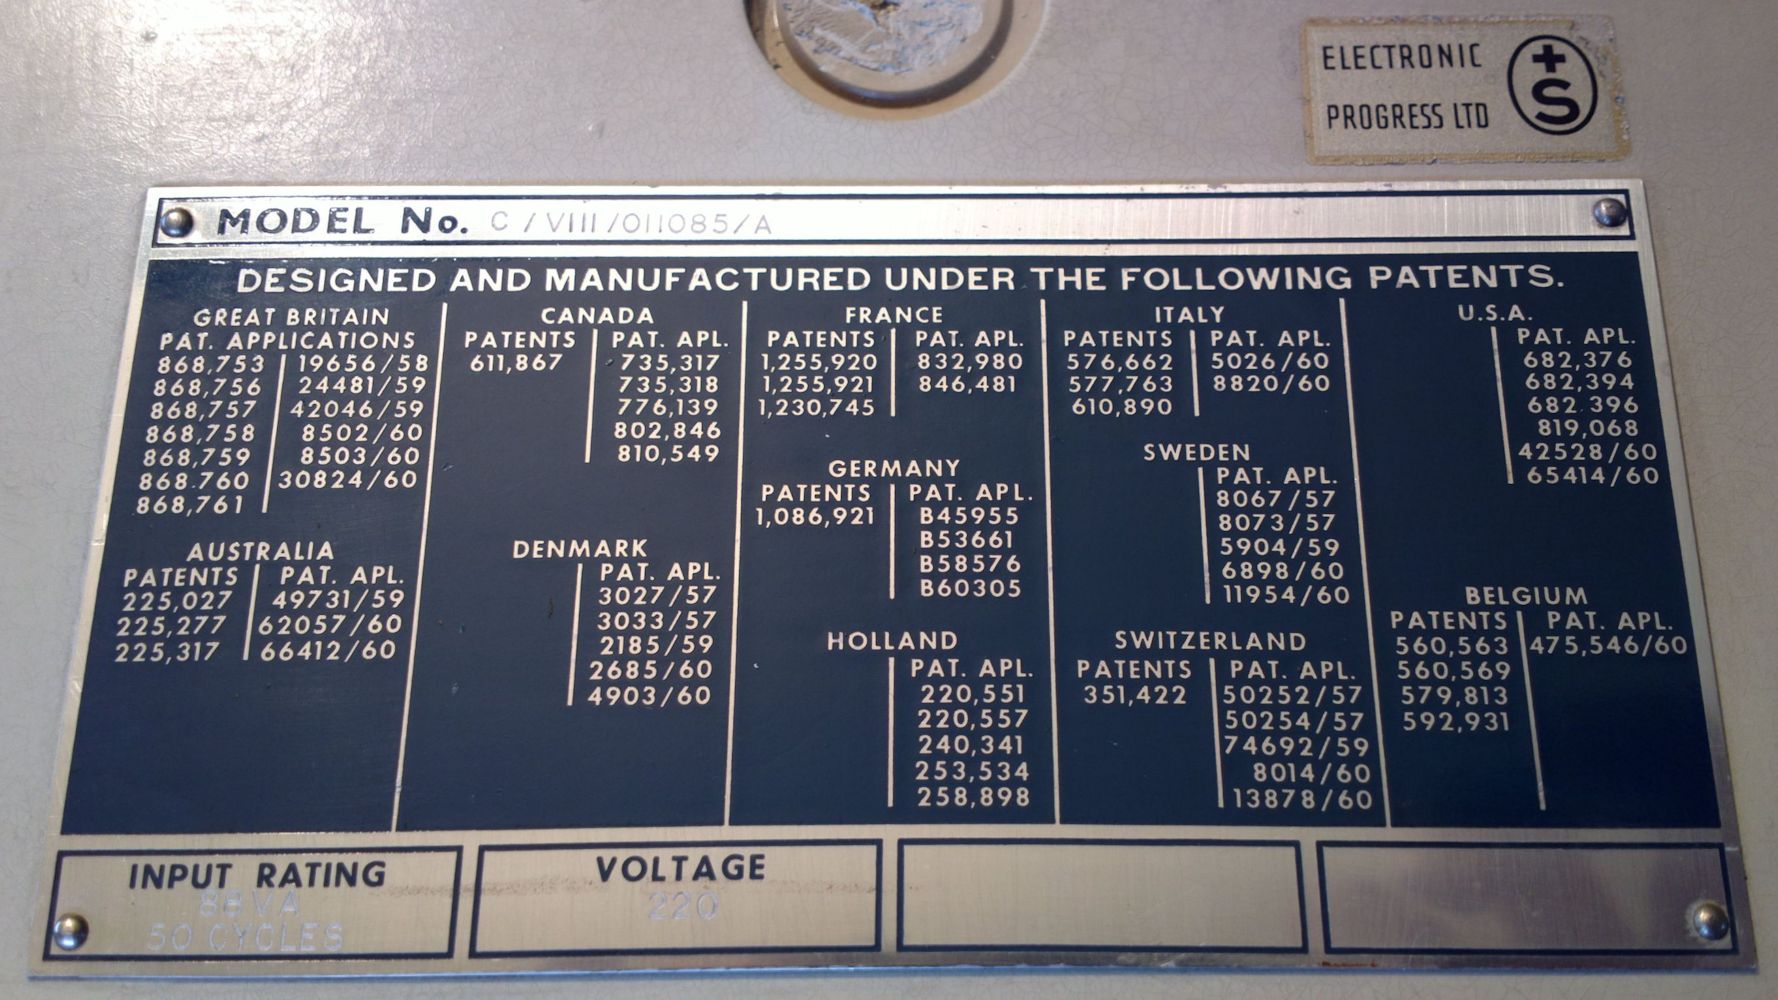 ELECTRONIC
PROGRESS LTD
+S
MODEL No. C/VIII/011085/A
DESIGNED AND MANUFACTURED UNDER THE FOLLOWING PATENTS.
GREAT BRITAIN
PAT. APPLICATIONS
868,753 19656/58
868,756 24481/59
868,757 42046/59
868,758 8502/60
868,759 8503/60
868.760 30824/60
868,761
AUSTRALIA
PATENTS PAT. APL.
225,027 49731/59
225,277 62057/60
225,317 66412/60
CANADA
PATENTS PAT. APL.
611,867 735,317
735,318
776,139
802,846
810,549
DENMARK
PAT. APL.
3027/57
3033/57
2185/59
2685/60
4903/60
FRANCE
PATENTS PAT. APL.
1,255,920 832,980
1,255,921 846,481
1,230,745
GERMANY
PATENTS PAT. APL.
1,086,921 B45955
B53661
B58576
B60305
HOLLAND
PAT. APL.
220,551
220,557
240,341
253,534
258,898
ITALY
PATENTS PAT. APL.
576,662 5026/60
577,763 8820/60
610,890
SWEDEN
PAT. APL.
8067/57
8073/57
5904/59
6898/60
11954/60
SWITZERLAND
PATENTS PAT. APL.
351,422 50252/57
50254/57
74692/59
8014/60
13878/60
U.S.A.
PAT. APL.
682,376
682,394
682.396
819,068
42528/60
65414/60
BELGIUM
PATENTS PAT. APL.
560,563 475,546/60
560,569
579,813
592,931
INPUT RATING
88VA
50 CYCLES
VOLTAGE
220